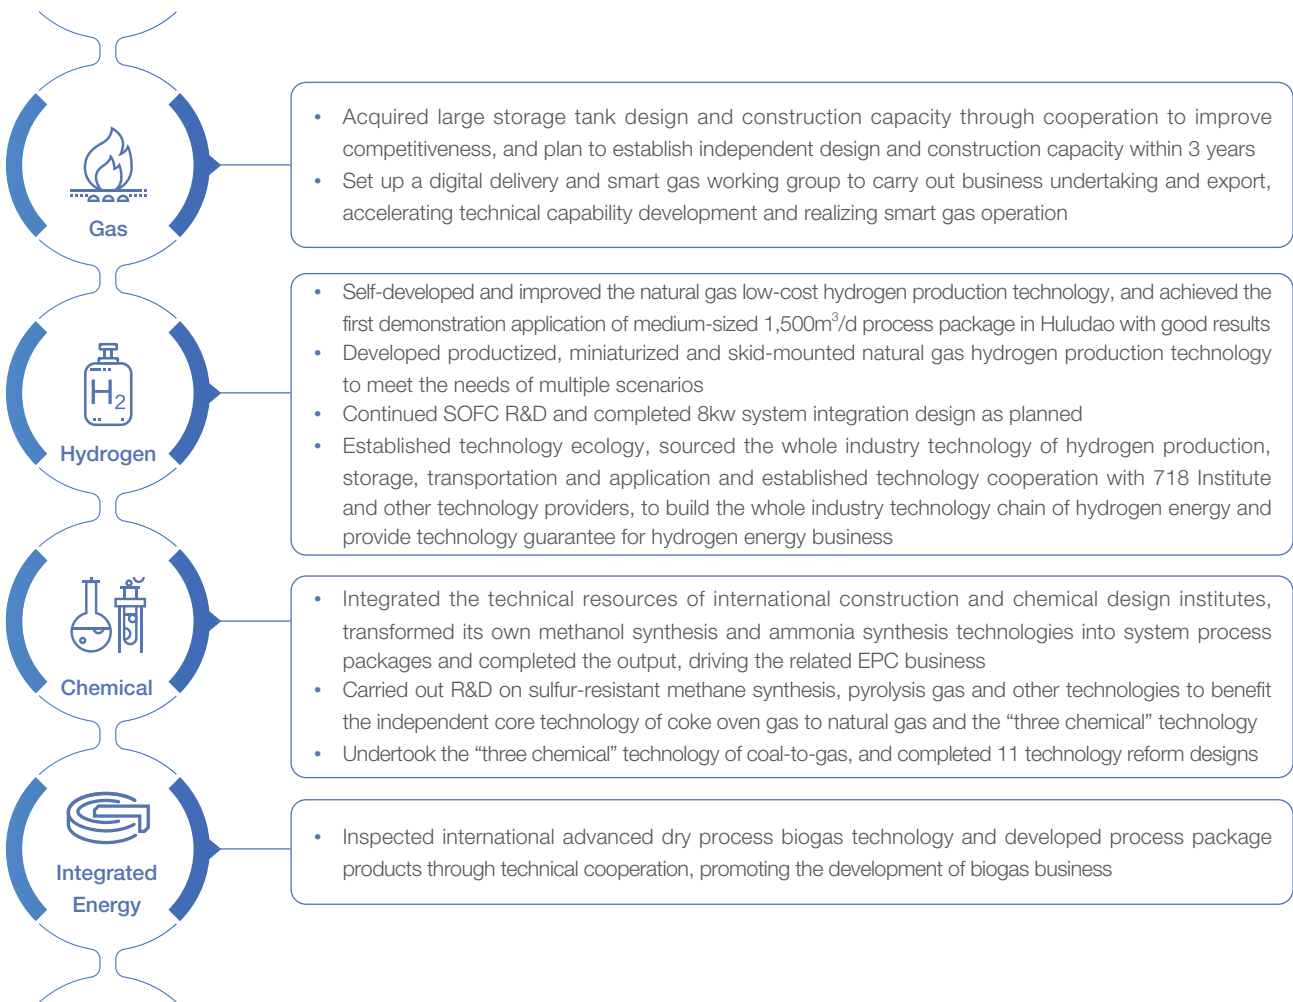 Gas
• Acquired large storage tank design and construction capacity through cooperation to improve
competitiveness, and plan to establish independent design and construction capacity within 3 years
• Set up a digital delivery and smart gas working group to carry out business undertaking and export,
accelerating technical capability development and realizing smart gas operation
H2
Hydrogen
• Self-developed and improved the natural gas low-cost hydrogen production technology, and achieved the
first demonstration application of medium-sized 1,500m³/d process package in Huludao with good results
• Developed productized, miniaturized and skid-mounted natural gas hydrogen production technology
to meet the needs of multiple scenarios
• Continued SOFC R&D and completed 8kw system integration design as planned
• Established technology ecology, sourced the whole industry technology of hydrogen production,
storage, transportation and application and established technology cooperation with 718 Institute
and other technology providers, to build the whole industry technology chain of hydrogen energy and
provide technology guarantee for hydrogen energy business
Chemical
• Integrated the technical resources of international construction and chemical design institutes,
transformed its own methanol synthesis and ammonia synthesis technologies into system process
packages and completed the output, driving the related EPC business
• Carried out R&D on sulfur-resistant methane synthesis, pyrolysis gas and other technologies to benefit
the independent core technology of coke oven gas to natural gas and the “three chemical” technology
• Undertook the “three chemical” technology of coal-to-gas, and completed 11 technology reform designs
Integrated
Energy
• Inspected international advanced dry process biogas technology and developed process package
products through technical cooperation, promoting the development of biogas business